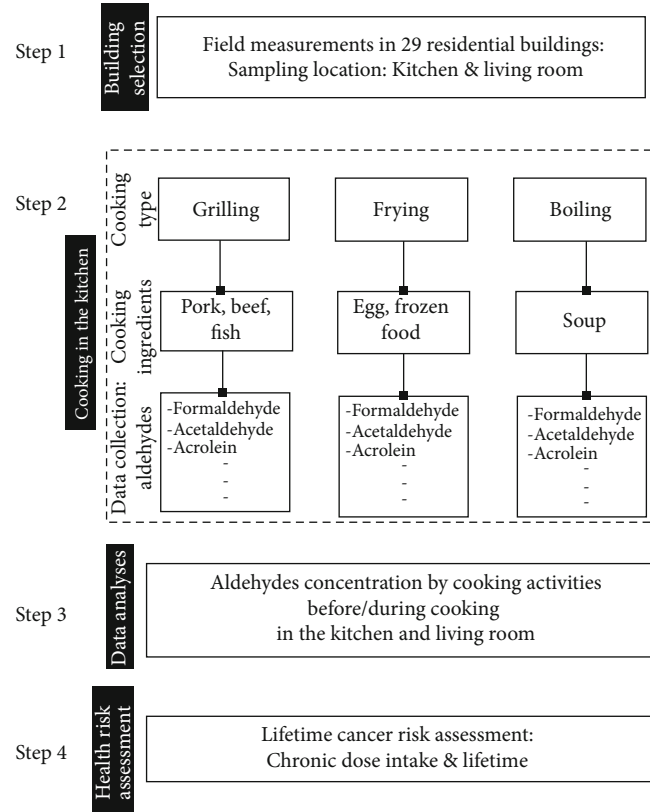 Step 1
Building
selection
Field measurements in 29 residential buildings:
Sampling location: Kitchen & living room
Step 2
Cooking in the kitchen
Cooking
type
Grilling
Frying
Boiling
Cooking
ingredients
Pork, beef,
fish
Egg, frozen
food
Soup
Data collection:
aldehydes
-Formaldehyde
-Acetaldehyde
-Acrolein
-
-
-
-Formaldehyde
-Acetaldehyde
-Acrolein
-
-
-
-Formaldehyde
-Acetaldehyde
-Acrolein
-
-
-
Step 3
Data analyses
Aldehydes concentration by cooking activities
before/during cooking
in the kitchen and living room
Step 4
Health risk
assessment
Lifetime cancer risk assessment:
Chronic dose intake & lifetime